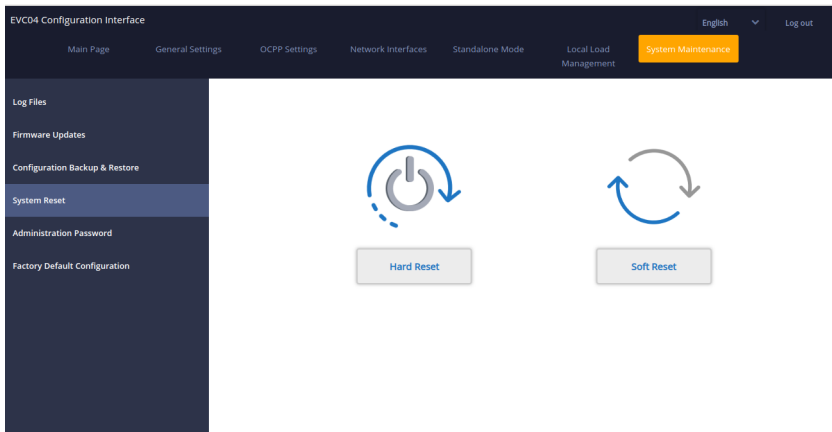 EVC04 Configuration Interface
English
Log out
Main Page
General Settings
OCPP Settings
Network Interfaces
Standalone Mode
Local Load
Management
System Maintenance
Log Files
Firmware Updates
Configuration Backup & Restore
System Reset
Administration Password
Factory Default Configuration
Hard Reset
Soft Reset